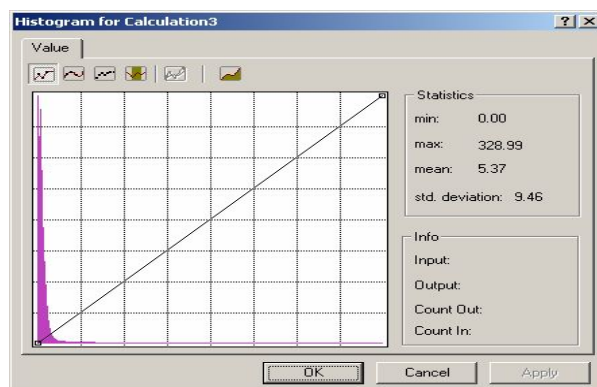 Histogram for Calculation3
Value
Statistics
min: 0.00
max: 328.99
mean: 5.37
std. deviation: 9.46
Info
Input:
Output:
Count Out:
Count In:
OK Cancel Apply